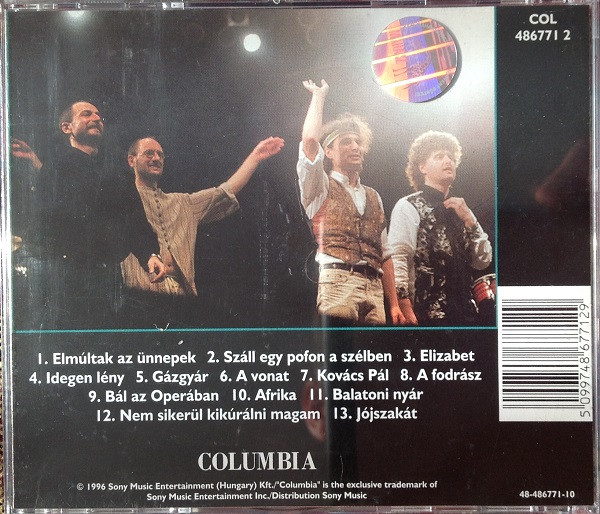 COL
486771 2
1. Elmúltak az ünnepek 2. Száll egy pofon a szélben 3. Elizabet
4. Idegen lény 5. Gázgyár 6. A vonat 7. Kovács Pál 8. A fodrász
9. Bál az Operában 10. Afrika 11. Balatoni nyár
12. Nem sikerül kikúrálni magam 13. Jójszakát
5 099748 677129
COLUMBIA
© 1996 Sony Music Entertainment (Hungary) Kft./"Columbia" is the exclusive trademark of
Sony Music Entertainment Inc./Distribution Sony Music
48-486771-10